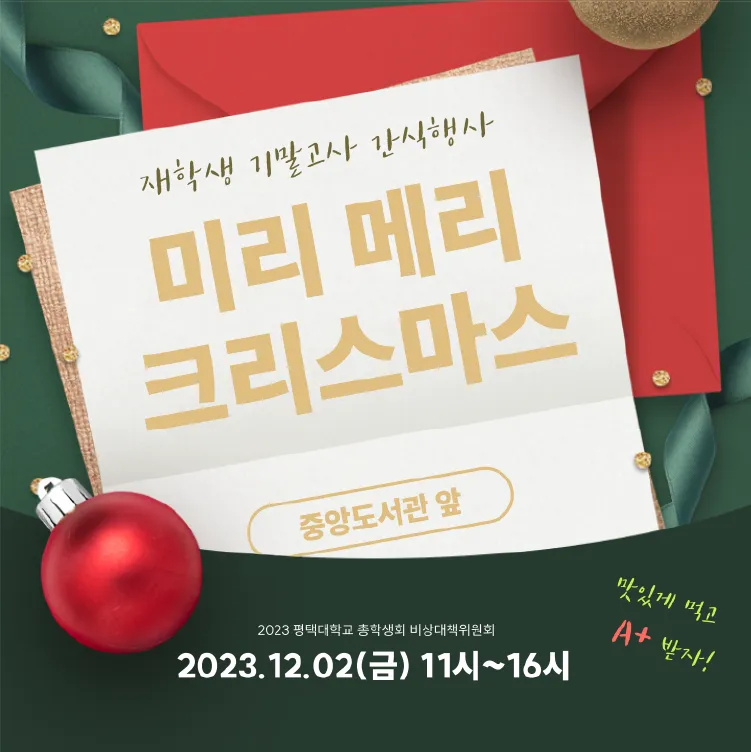 재학생 기말고사 간식행사
미리 메리
크리스마스
중앙도서관 앞
맛있게 먹고
A+ 받자!
2023 평택대학교 총학생회 비상대책위원회
2023.12.02(금) 11시~16시